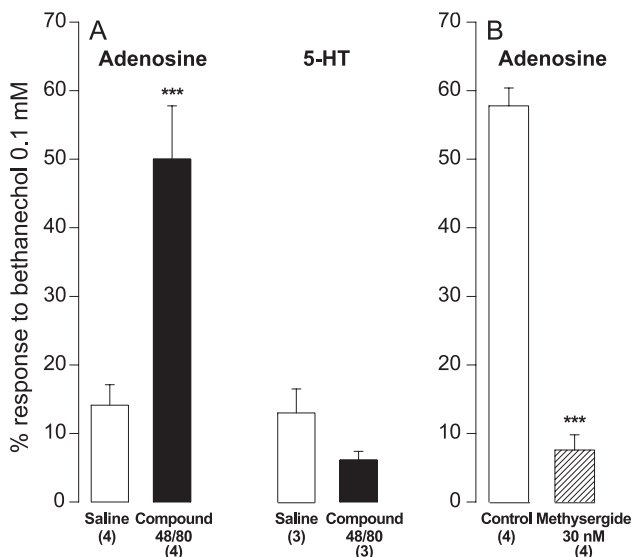 A
B
Adenosine
5-HT
Adenosine
% response to bethanechol 0.1 mM
70
60
50
40
30
20
10
0
***
Saline
(4)
Compound
48/80
(4)
Saline
(3)
Compound
48/80
(3)
70
60
50
40
30
20
10
0
***
Control
(4)
Methysergide
30 nM
(4)